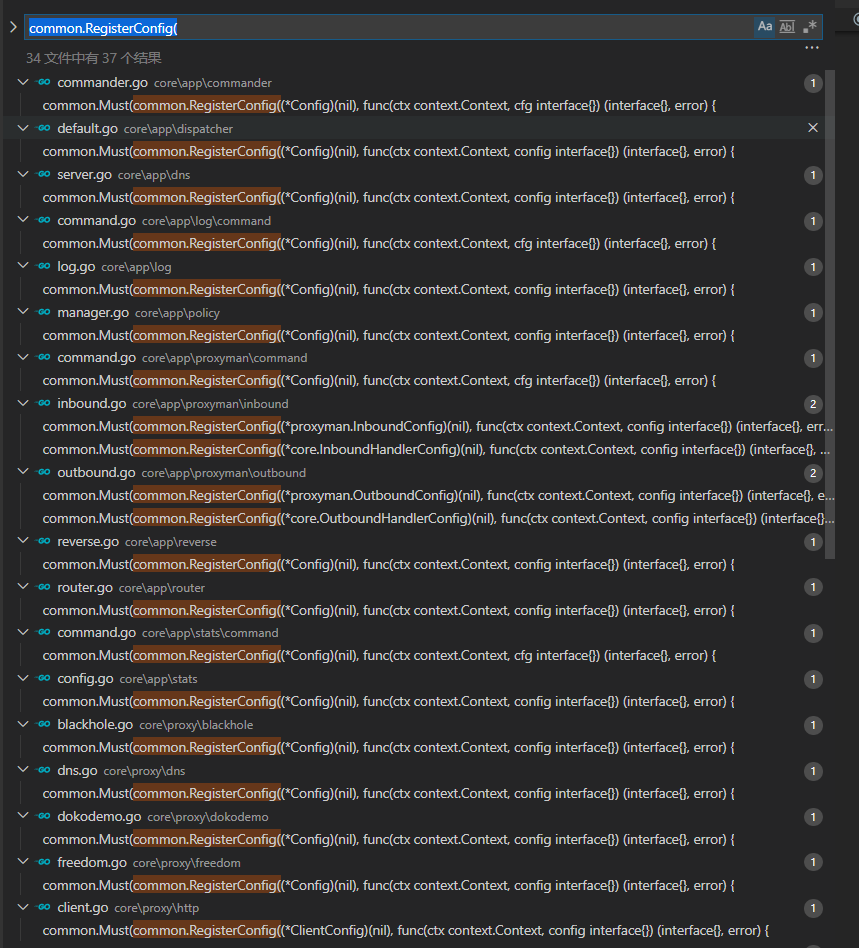 common.RegisterConfig(
Aa Abl .*
34 文件中有 37 个结果
commander.go core\app\commander 1
common.Must(common.RegisterConfig((*Config)(nil), func(ctx context.Context, cfg interface{}) (interface{}, error) {
default.go core\app\dispatcher
common.Must(common.RegisterConfig((*Config)(nil), func(ctx context.Context, config interface{}) (interface{}, error) {
server.go core\app\dns 1
common.Must(common.RegisterConfig((*Config)(nil), func(ctx context.Context, config interface{}) (interface{}, error) {
command.go core\app\log\command 1
common.Must(common.RegisterConfig((*Config)(nil), func(ctx context.Context, cfg interface{}) (interface{}, error) {
log.go core\app\log 1
common.Must(common.RegisterConfig((*Config)(nil), func(ctx context.Context, config interface{}) (interface{}, error) {
manager.go core\app\policy 1
common.Must(common.RegisterConfig((*Config)(nil), func(ctx context.Context, config interface{}) (interface{}, error) {
command.go core\app\proxyman\command 1
common.Must(common.RegisterConfig((*Config)(nil), func(ctx context.Context, cfg interface{}) (interface{}, error) {
inbound.go core\app\proxyman\inbound 2
common.Must(common.RegisterConfig((*proxyman.InboundConfig)(nil), func(ctx context.Context, config interface{}) (interface{}, err...
common.Must(common.RegisterConfig((*core.InboundHandlerConfig)(nil), func(ctx context.Context, config interface{}) (interface{}, ...
outbound.go core\app\proxyman\outbound 2
common.Must(common.RegisterConfig((*proxyman.OutboundConfig)(nil), func(ctx context.Context, config interface{}) (interface{}, e...
common.Must(common.RegisterConfig((*core.OutboundHandlerConfig)(nil), func(ctx context.Context, config interface{}) (interface{}...
reverse.go core\app\reverse 1
common.Must(common.RegisterConfig((*Config)(nil), func(ctx context.Context, config interface{}) (interface{}, error) {
router.go core\app\router 1
common.Must(common.RegisterConfig((*Config)(nil), func(ctx context.Context, config interface{}) (interface{}, error) {
command.go core\app\stats\command 1
common.Must(common.RegisterConfig((*Config)(nil), func(ctx context.Context, cfg interface{}) (interface{}, error) {
config.go core\app\stats 1
common.Must(common.RegisterConfig((*Config)(nil), func(ctx context.Context, config interface{}) (interface{}, error) {
blackhole.go core\proxy\blackhole 1
common.Must(common.RegisterConfig((*Config)(nil), func(ctx context.Context, config interface{}) (interface{}, error) {
dns.go core\proxy\dns 1
common.Must(common.RegisterConfig((*Config)(nil), func(ctx context.Context, config interface{}) (interface{}, error) {
dokodemo.go core\proxy\dokodemo 1
common.Must(common.RegisterConfig((*Config)(nil), func(ctx context.Context, config interface{}) (interface{}, error) {
freedom.go core\proxy\freedom 1
common.Must(common.RegisterConfig((*Config)(nil), func(ctx context.Context, config interface{}) (interface{}, error) {
client.go core\proxy\http 1
common.Must(common.RegisterConfig((*ClientConfig)(nil), func(ctx context.Context, config interface{}) (interface{}, error) {